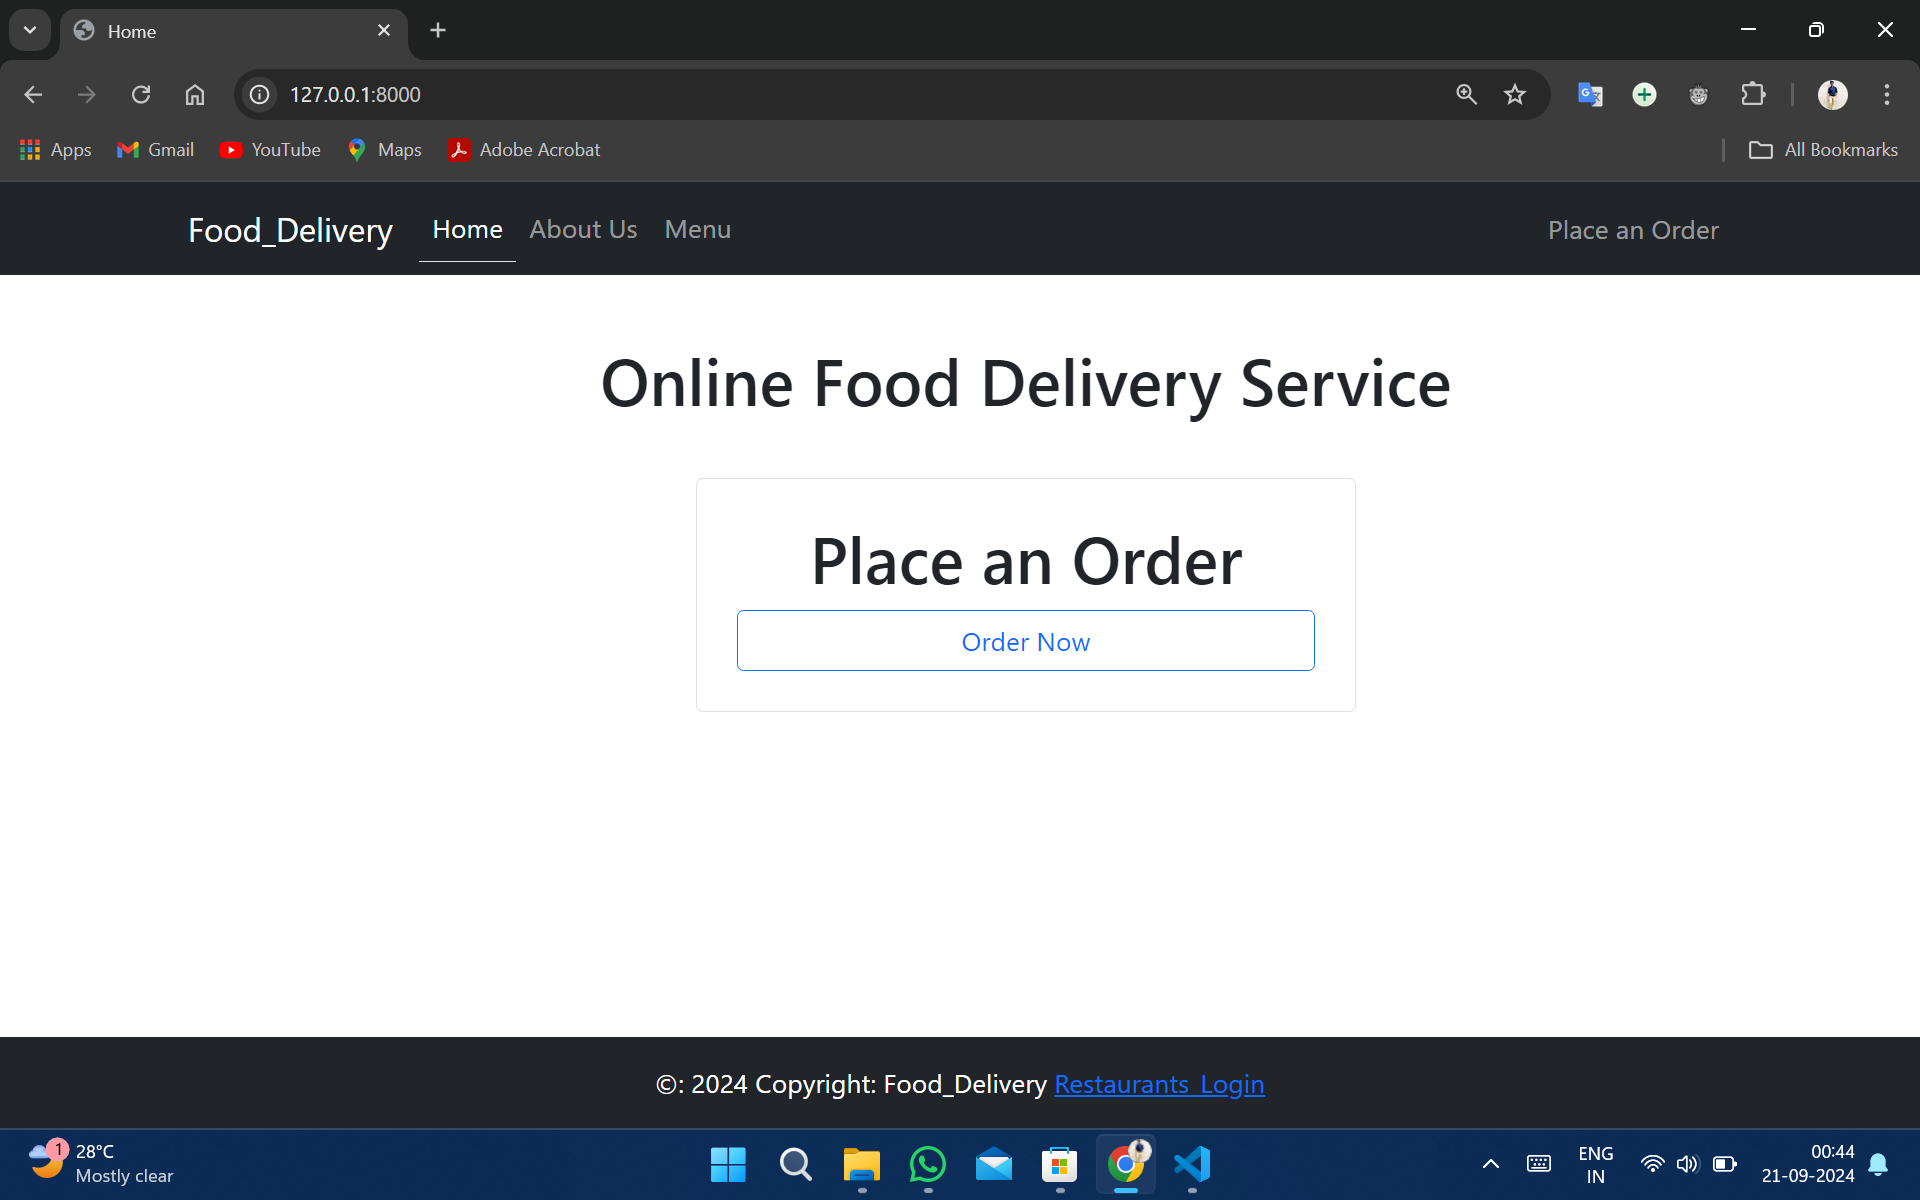 Home
127.0.0.1:8000
Apps
Gmail
YouTube
Maps
Adobe Acrobat
All Bookmarks
Food_Delivery
Home
About Us
Menu
Place an Order
Online Food Delivery Service
Place an Order
Order Now
©: 2024 Copyright: Food_Delivery Restaurants_Login
1
28°C
Mostly clear
ENG
IN
00:44
21-09-2024